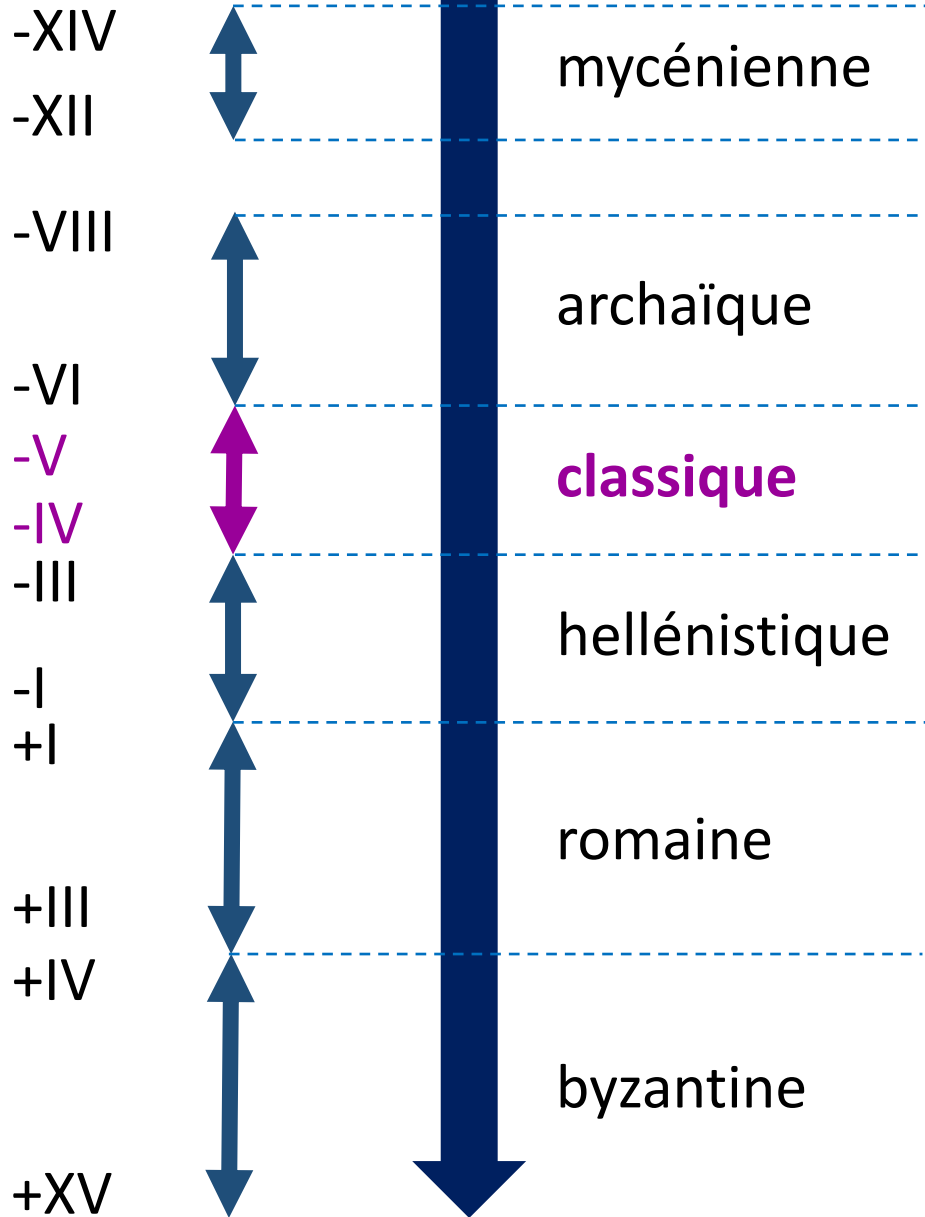 -XIV
mycénienne
-XII
-VIII
archaïque
-VI
-V
classique
-IV
-III
hellénistique
-I
+I
romaine
+III
+IV
byzantine
+XV